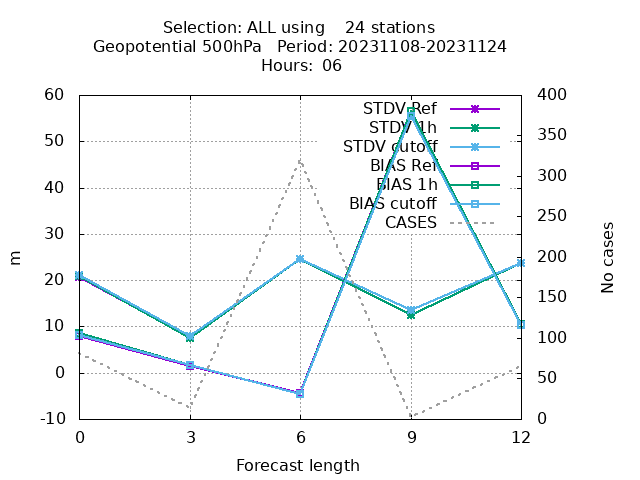 Selection: ALL using    24 stations
Geopotential 500hPa   Period: 20231108-20231124
Hours:  06
60
50
40
30
20
10
0
-10
400
350
300
250
200
150
100
50
0
STDV Ref
STDV 1h
STDV cutoff
BIAS Ref
BIAS 1h
BIAS cutoff
CASES
m
No cases
0 3 6 9 12
Forecast length